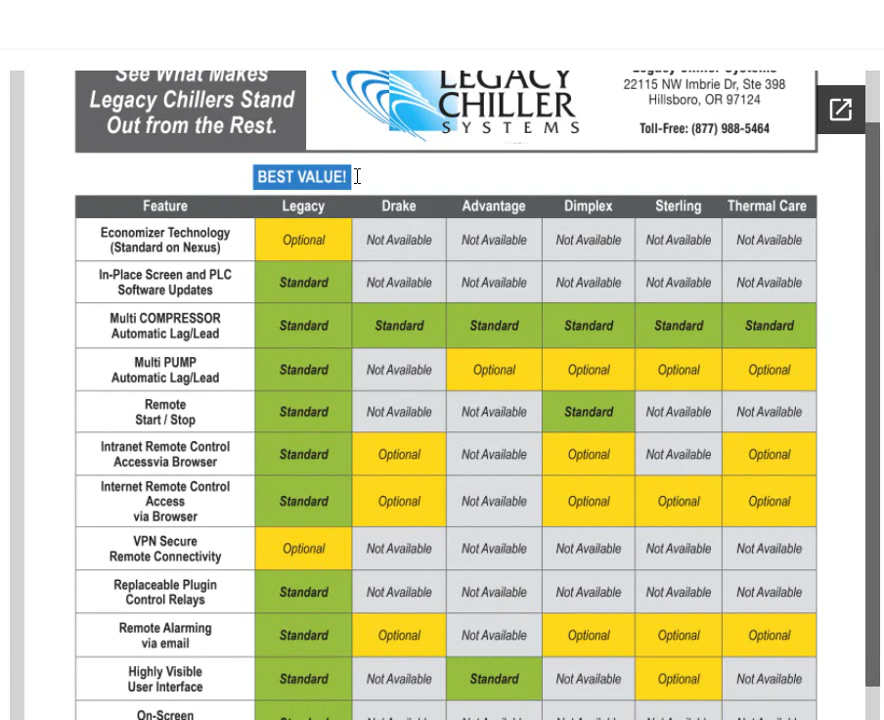 See What Makes
Legacy Chillers Stand
Out from the Rest.
LEGACY
CHILLER
SYSTEMS
Legacy Chiller Systems
22115 NW Imbrie Dr, Ste 398
Hillsboro, OR 97124
Toll-Free: (877) 988-5464
BEST VALUE!
Feature Legacy Drake Advantage Dimplex Sterling Thermal Care
Economizer Technology
(Standard on Nexus)
Optional Not Available Not Available Not Available Not Available Not Available
In-Place Screen and PLC
Software Updates
Standard Not Available Not Available Not Available Not Available Not Available
Multi COMPRESSOR
Automatic Lag/Lead
Standard Standard Standard Standard Standard Standard
Multi PUMP
Automatic Lag/Lead
Standard Not Available Optional Optional Optional Optional
Remote
Start / Stop
Standard Not Available Not Available Standard Not Available Not Available
Intranet Remote Control
Accessvia Browser
Standard Optional Not Available Optional Not Available Optional
Internet Remote Control
Access
via Browser
Standard Optional Not Available Optional Optional Optional
VPN Secure
Remote Connectivity
Optional Not Available Not Available Not Available Not Available Not Available
Replaceable Plugin
Control Relays
Standard Not Available Not Available Not Available Not Available Not Available
Remote Alarming
via email
Standard Optional Not Available Optional Optional Optional
Highly Visible
User Interface
Standard Not Available Standard Not Available Optional Not Available
On-Screen